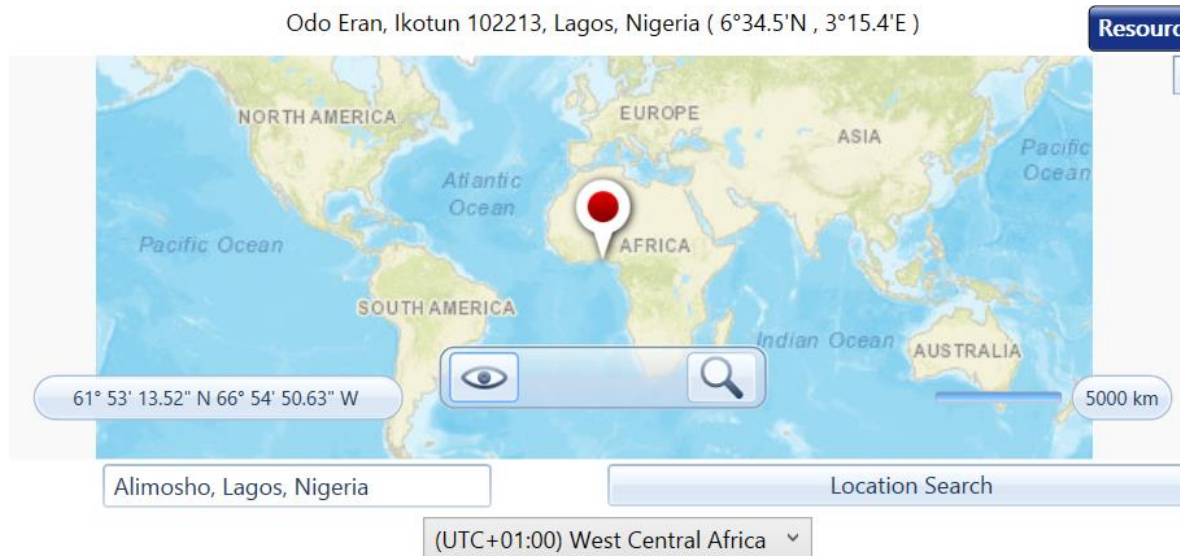 Odo Eran, Ikotun 102213, Lagos, Nigeria ( 6°34.5'N , 3°15.4'E )
NORTH AMERICA
EUROPE
ASIA
Atlantic
Ocean
Pacific
Ocean
Pacific Ocean
AFRICA
SOUTH AMERICA
Indian Ocean
AUSTRALIA
61° 53' 13.52" N 66° 54' 50.63" W
5000 km
Alimosho, Lagos, Nigeria
Location Search
(UTC+01:00) West Central Africa